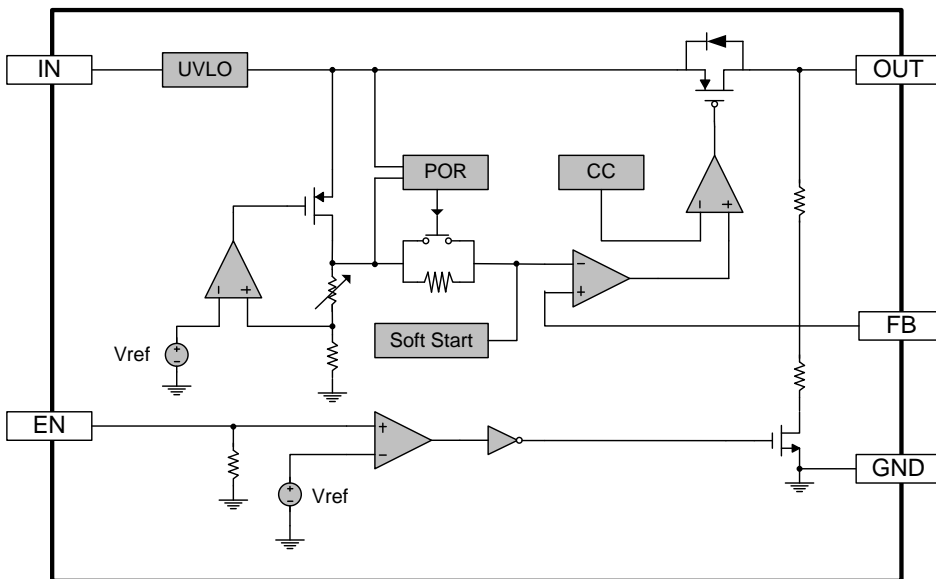 IN
UVLO
OUT
POR
CC
−
+
−
+
−
+
Soft Start
FB
Vref
+
−
EN
+
−
Vref
+
−
GND